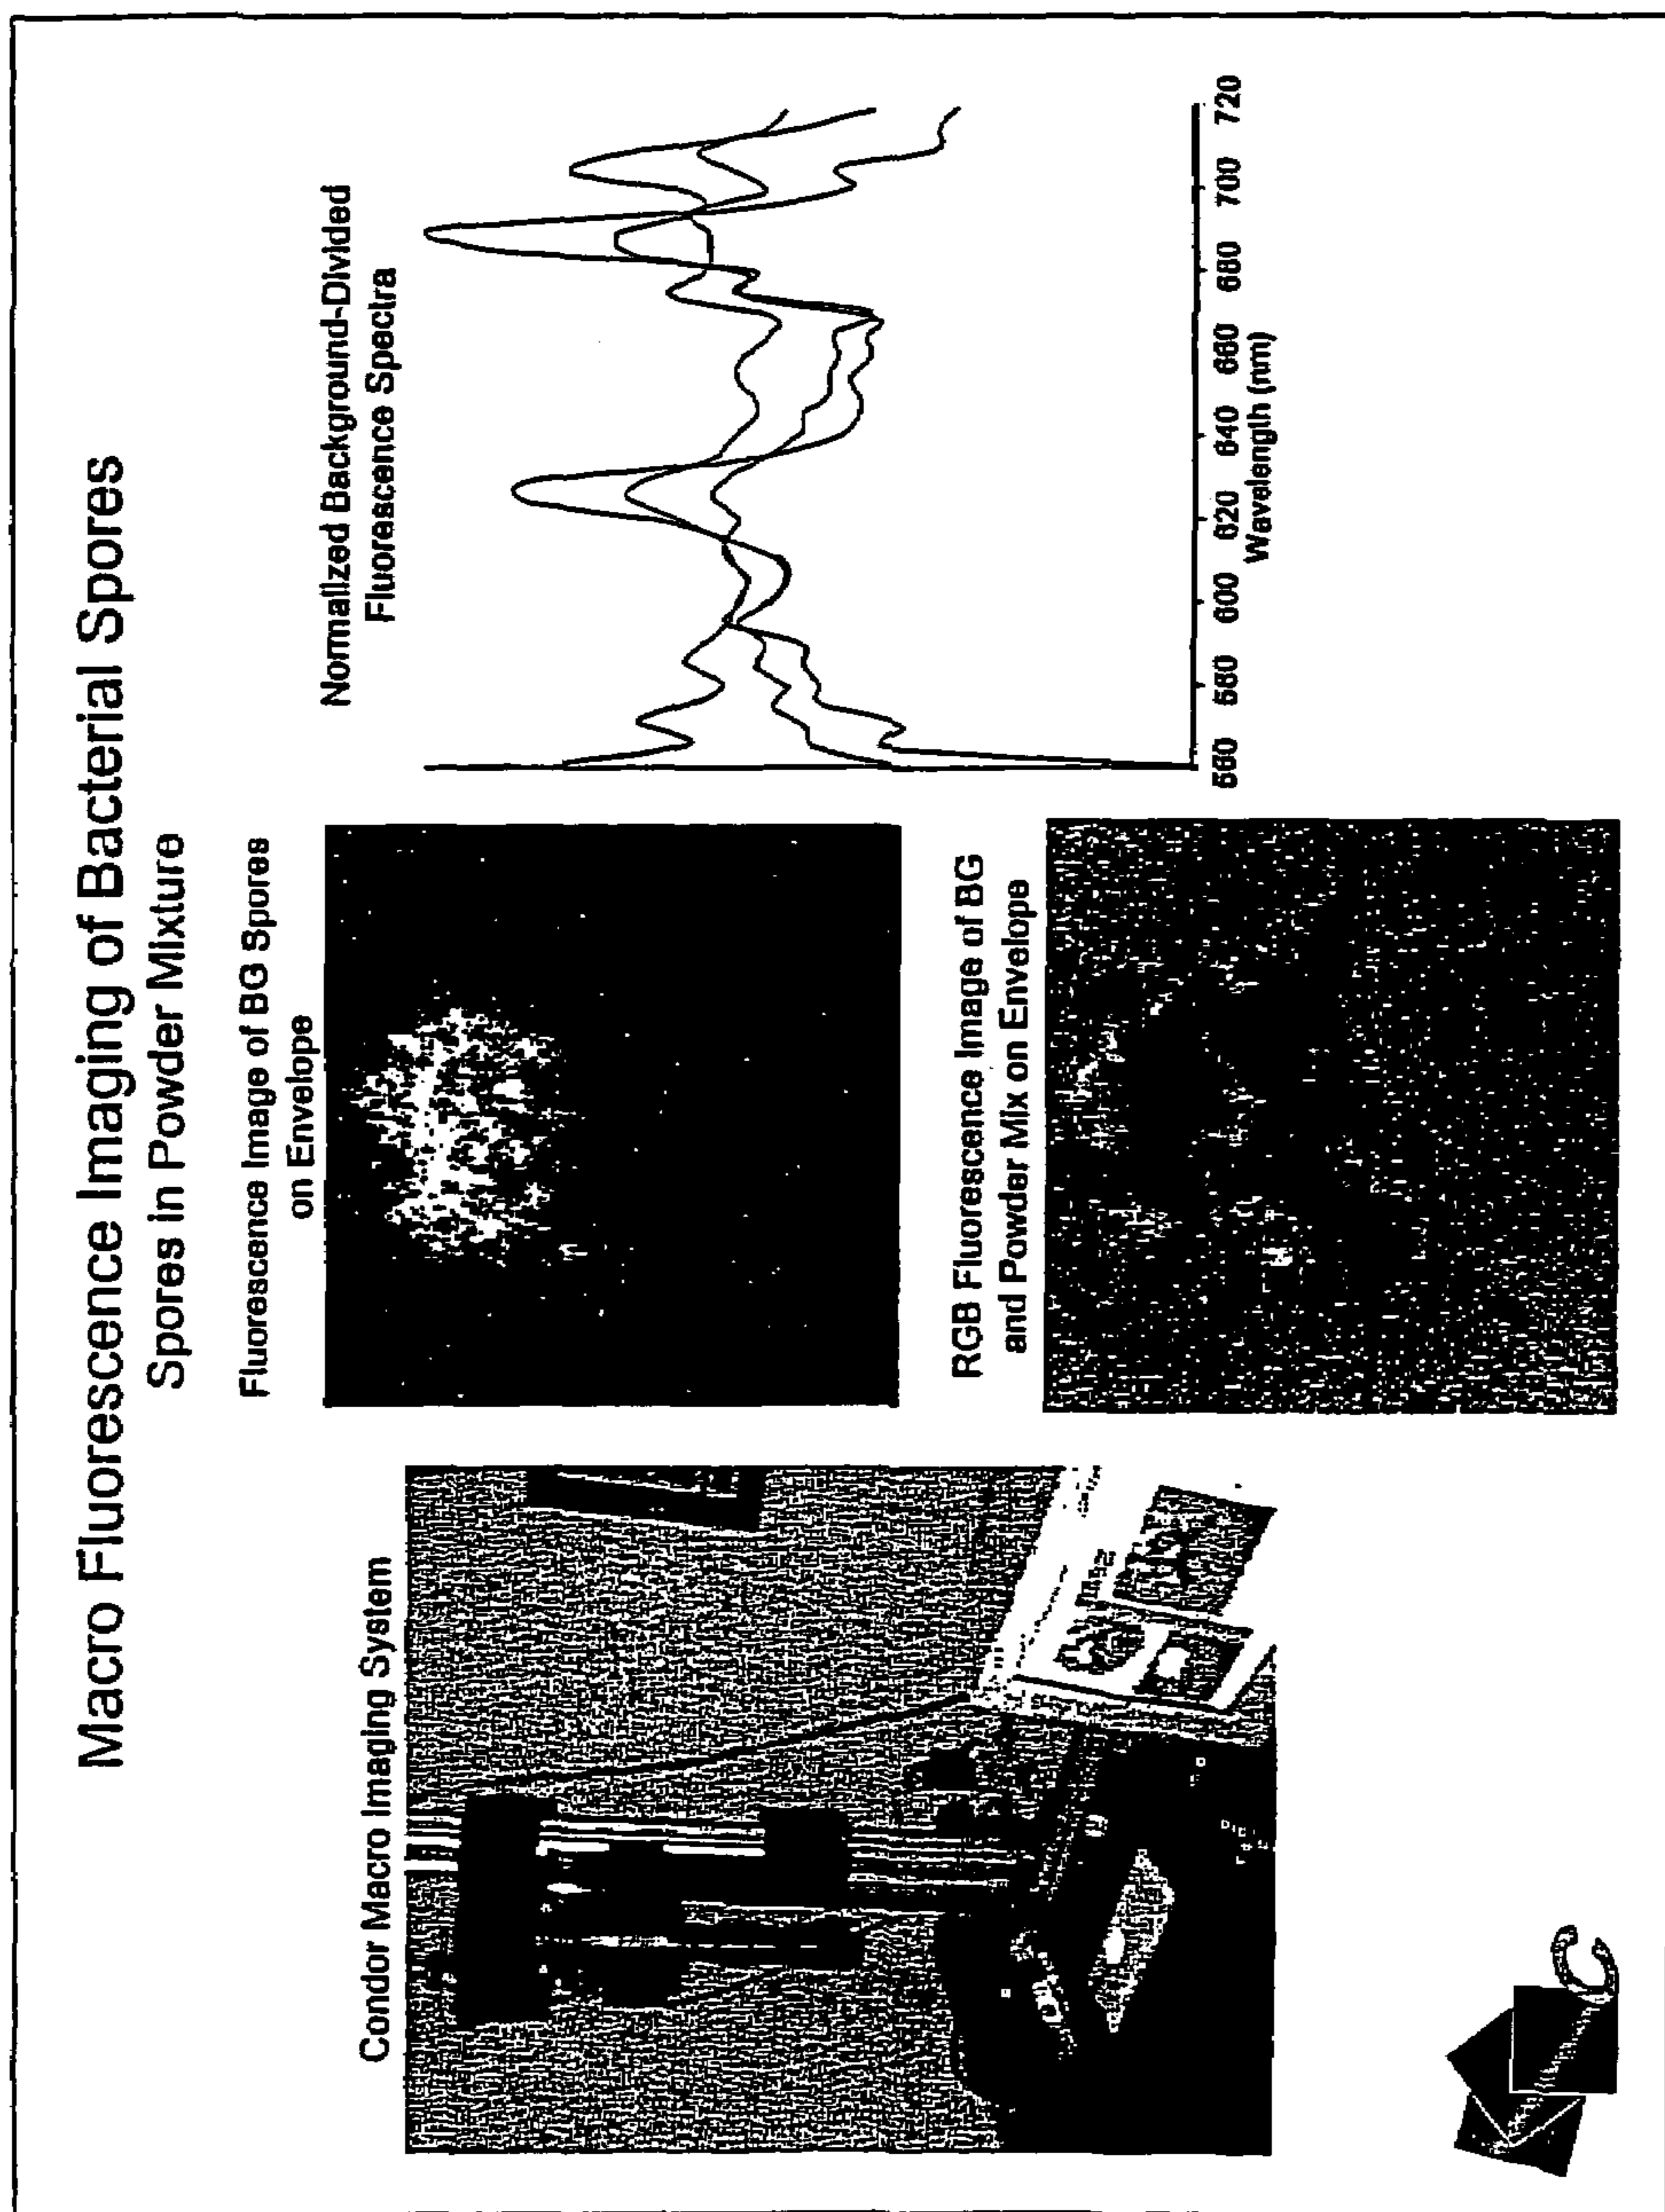 Macro Fluorescence Imaging of Bacterial Spores
Spores in Powder Mixture
Condor Macro Imaging System
Fluorescence Image of BG Spores
on Envelope
RGB Fluorescence Image of BG
and Powder Mix on Envelope
Normalized Background-Divided
Fluorescence Spectra
560 580 600 620 640 660 680 700 720
Wavelength (nm)